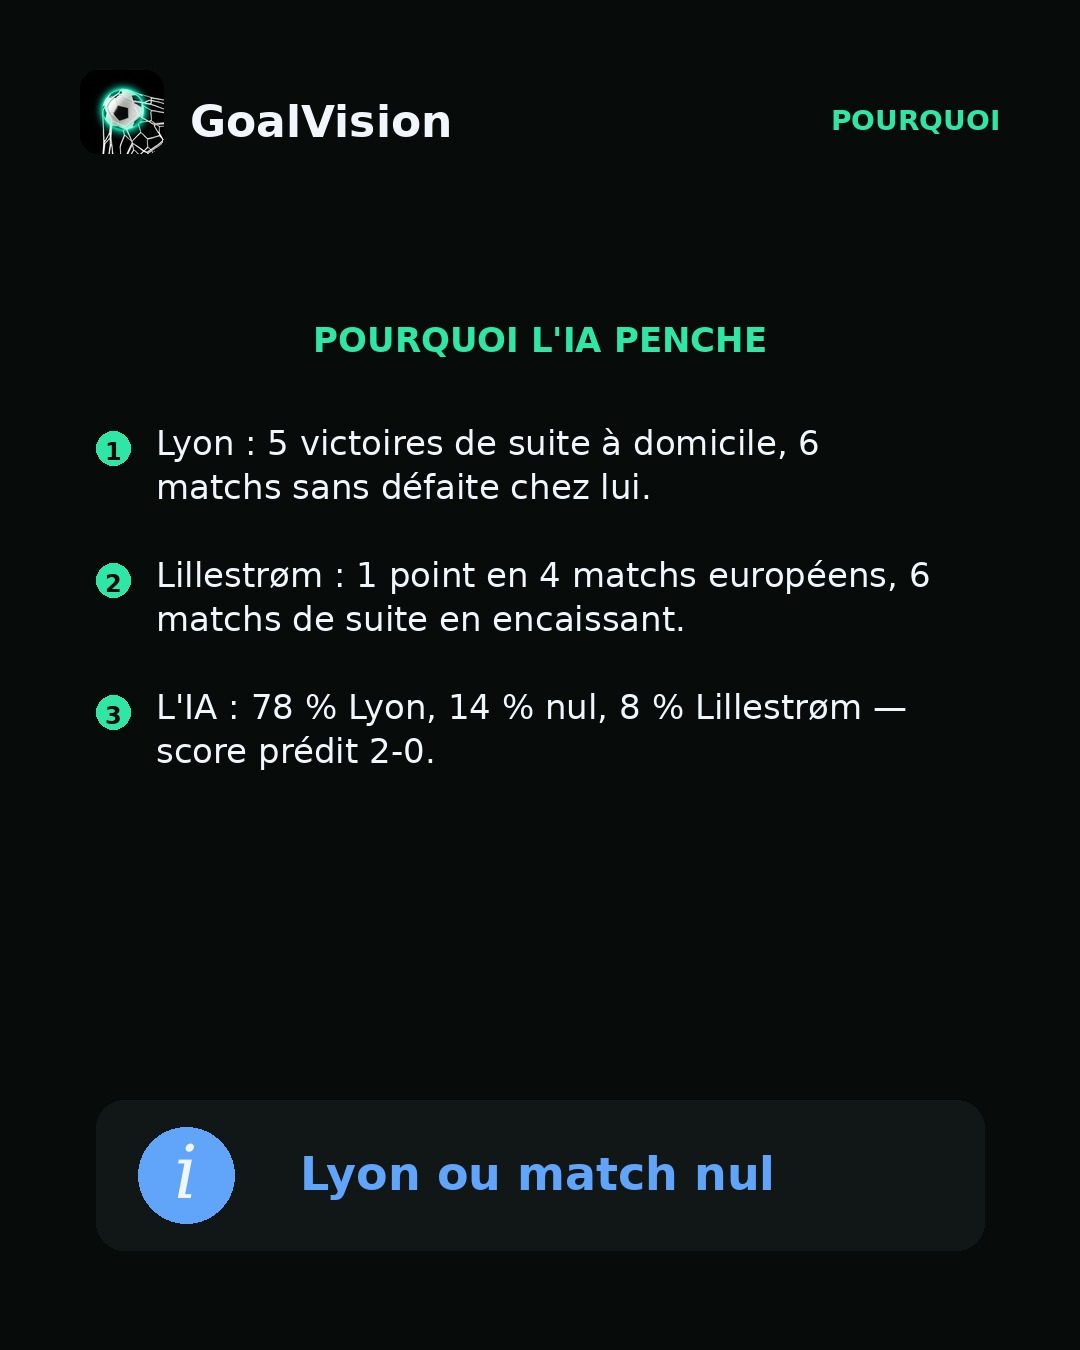 GoalVision
POURQUOI
POURQUOI L'IA PENCHE
1 Lyon : 5 victoires de suite à domicile, 6
matchs sans défaite chez lui.
2 Lillestrøm : 1 point en 4 matchs européens, 6
matchs de suite en encaissant.
3 L'IA : 78 % Lyon, 14 % nul, 8 % Lillestrøm —
score prédit 2-0.
i Lyon ou match nul